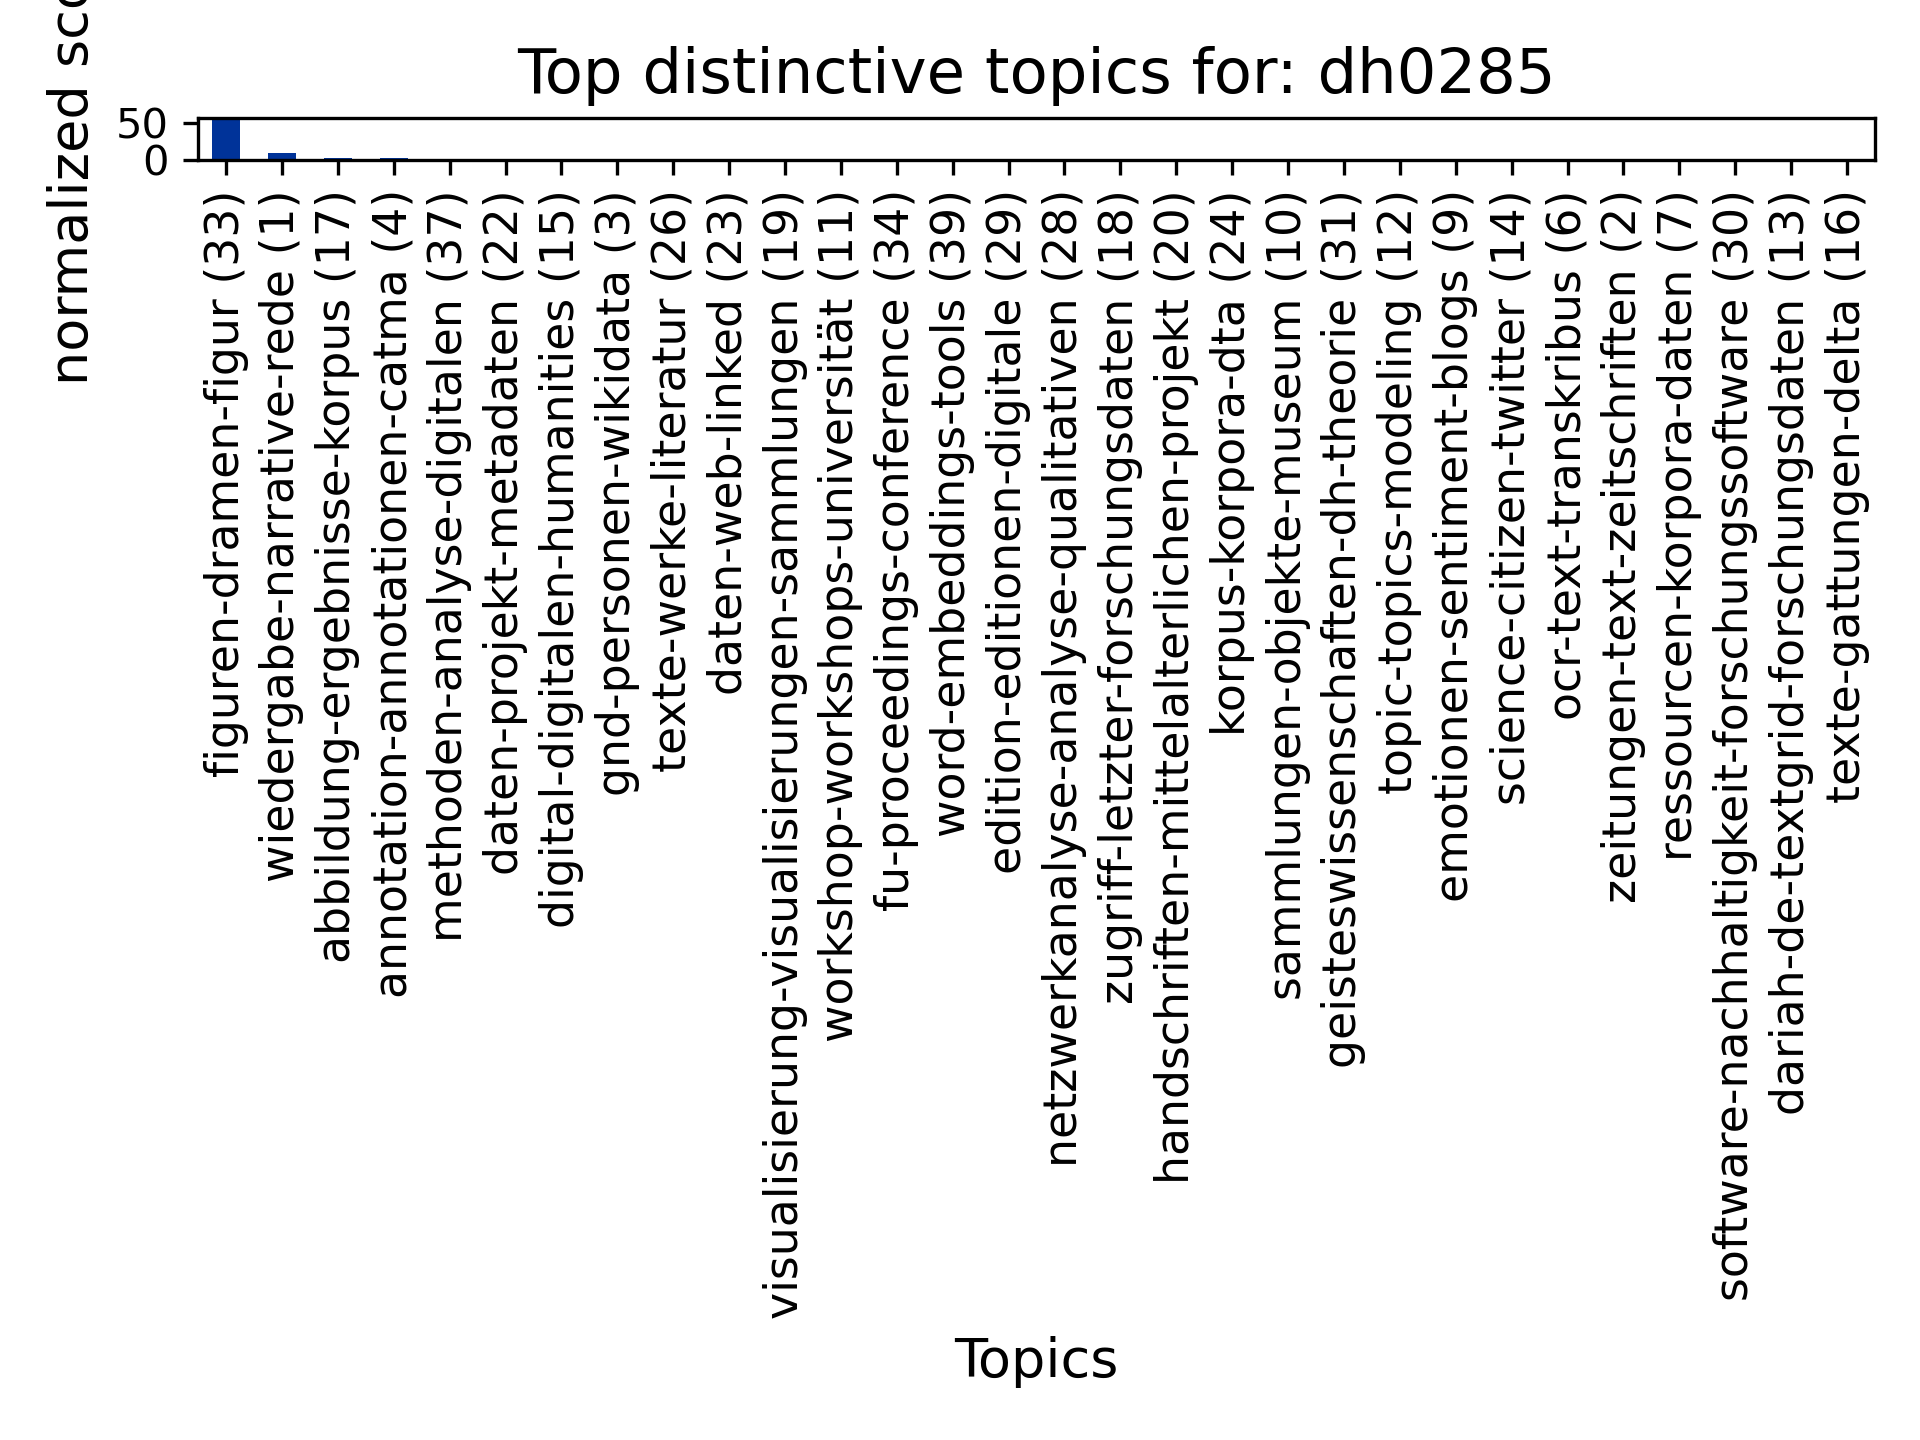 Top distinctive topics for: dh0285
normalized sco
50
0
figuren-dramen-figur (33)
wiedergabe-narrative-rede (1)
abbildung-ergebnisse-korpus (17)
annotation-annotationen-catma (4)
methoden-analyse-digitalen (37)
daten-projekt-metadaten (22)
digital-digitalen-humanities (15)
gnd-personen-wikidata (3)
texte-werke-literatur (26)
daten-web-linked (23)
visualisierung-visualisierungen-sammlungen (19)
workshop-workshops-universität (11)
fu-proceedings-conference (34)
word-embeddings-tools (39)
edition-editionen-digitale (29)
netzwerkanalyse-analyse-qualitativen (28)
zugriff-letzter-forschungsdaten (18)
handschriften-mittelalterlichen-projekt (20)
korpus-korpora-dta (24)
sammlungen-objekte-museum (10)
geisteswissenschaften-dh-theorie (31)
topic-topics-modeling (12)
emotionen-sentiment-blogs (9)
science-citizen-twitter (14)
ocr-text-transkribus (6)
zeitungen-text-zeitschriften (2)
ressourcen-korpora-daten (7)
software-nachhaltigkeit-forschungssoftware (30)
dariah-de-textgrid-forschungsdaten (13)
texte-gattungen-delta (16)
Topics